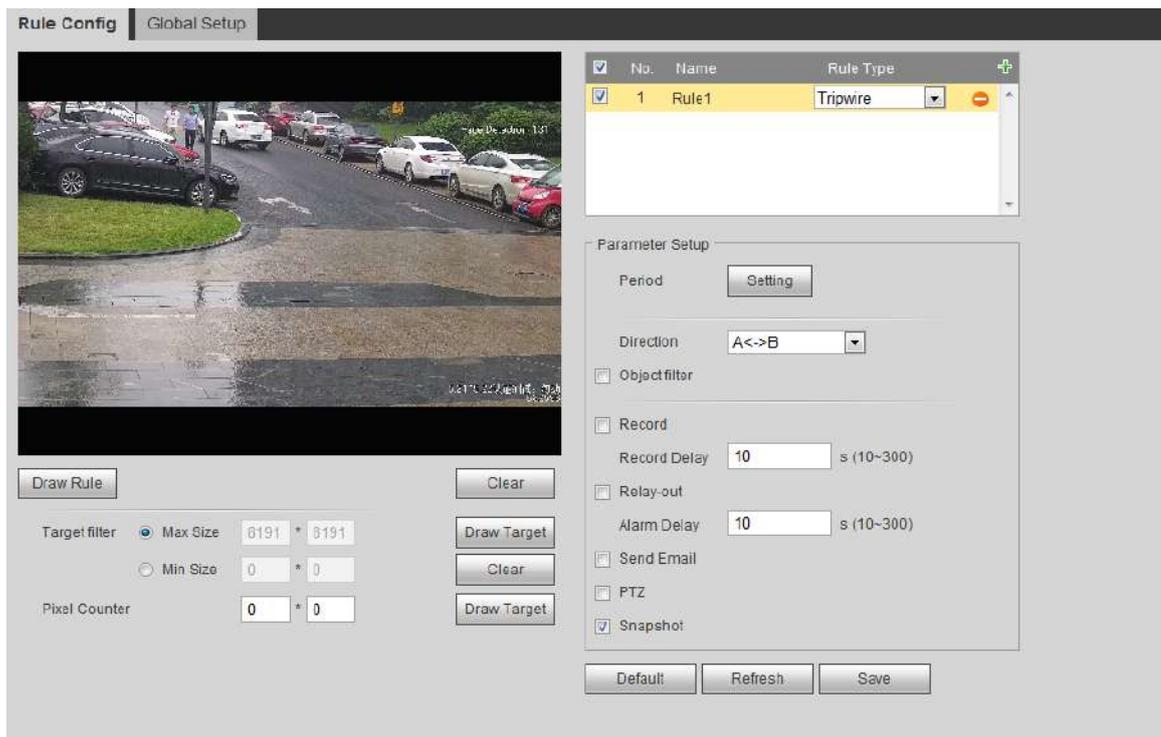 Rule Config Global Setup
No. Name Rule Type
1 Rule1 Tripwire
Parameter Setup
Period Setting
Direction A<->B
Object filter
Record
Record Delay 10 s (10~300)
Relay-out
Alarm Delay 10 s (10~300)
Send Email
PTZ
Snapshot
Default Refresh Save
Draw Rule Clear
Target filter Max Size 8191 * 8191 Draw Target
Min Size 0 * 0 Clear
Pixel Counter 0 * 0 Draw Target